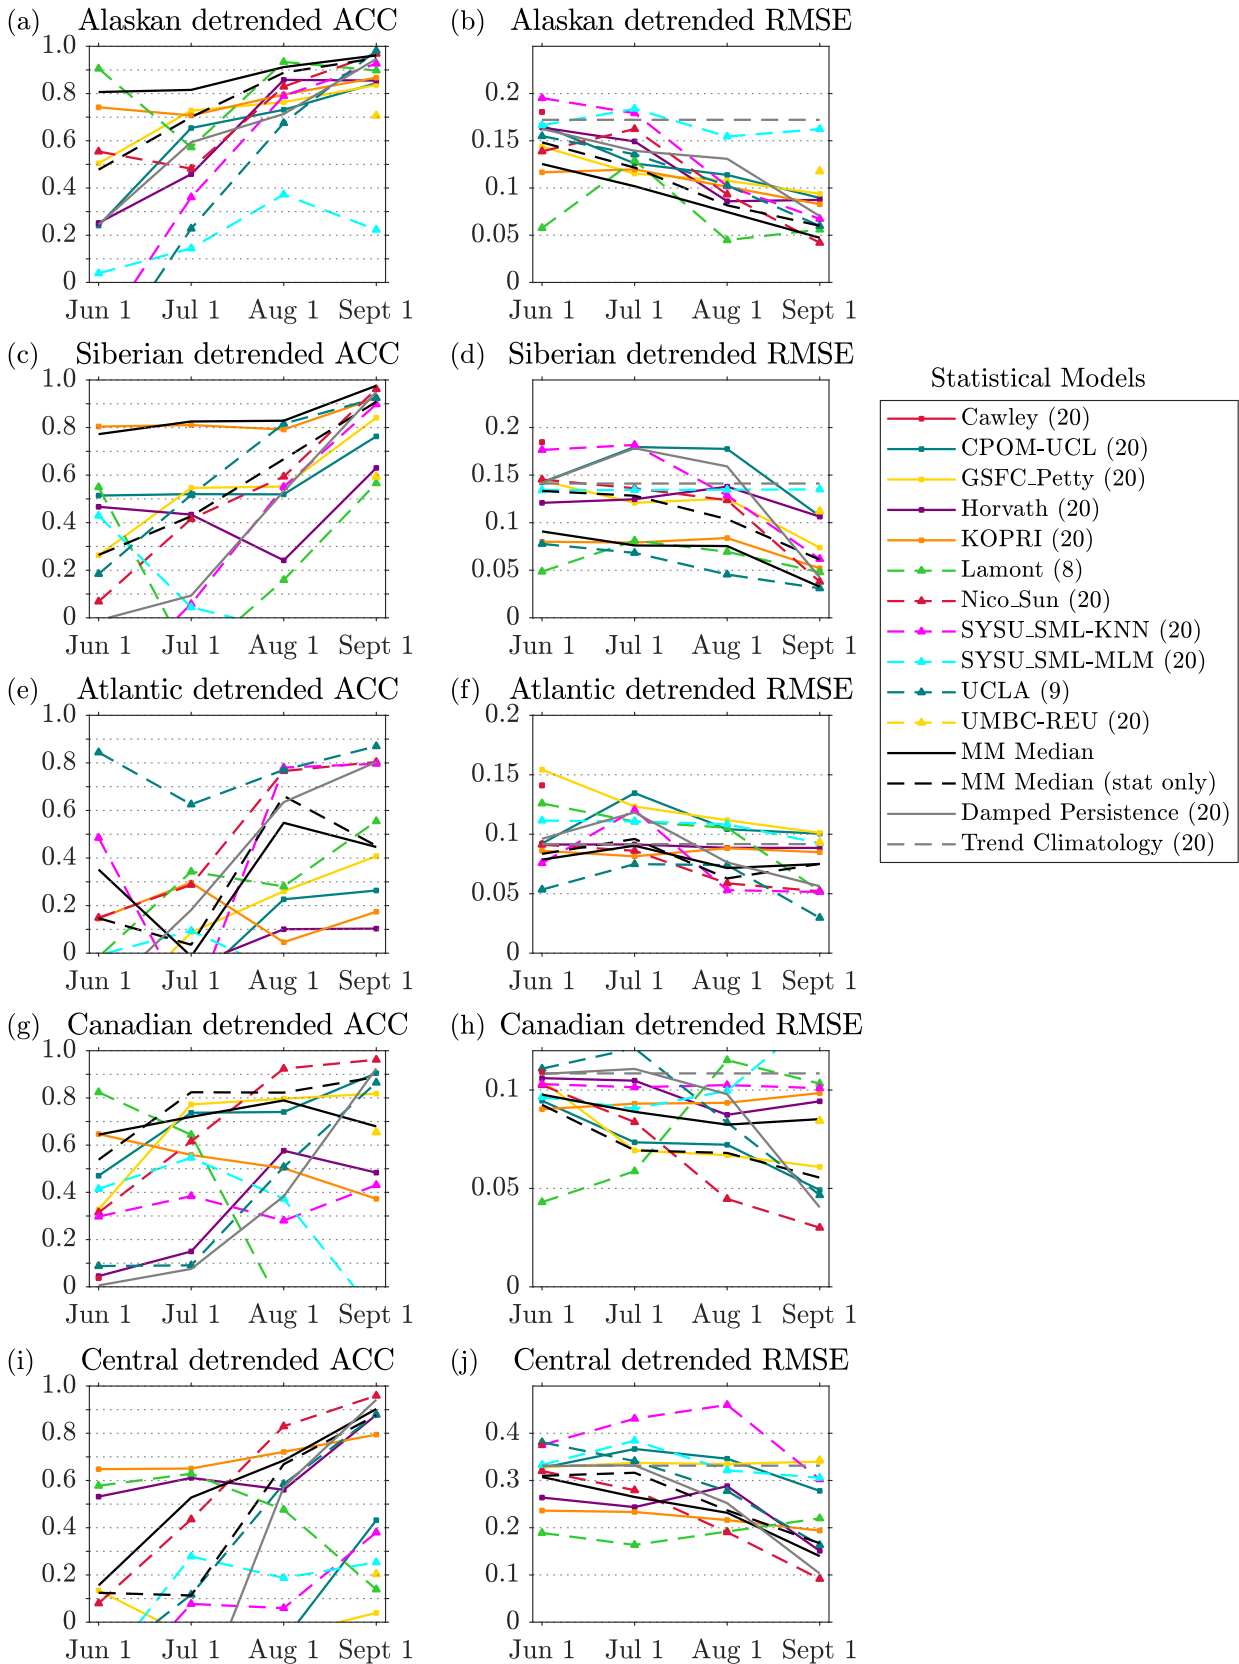 (a) Alaskan detrended ACC
1.0
0.8
0.6
0.4
0.2
0
Jun 1 Jul 1 Aug 1 Sept 1
(b) Alaskan detrended RMSE
0.2
0.15
0.1
0.05
0
Jun 1 Jul 1 Aug 1 Sept 1
(c) Siberian detrended ACC
1.0
0.8
0.6
0.4
0.2
0
Jun 1 Jul 1 Aug 1 Sept 1
(d) Siberian detrended RMSE
0.2
0.15
0.1
0.05
0
Jun 1 Jul 1 Aug 1 Sept 1
Statistical Models
Cawley (20)
CPOM-UCL (20)
GSFC_Petty (20)
Horvath (20)
KOPRI (20)
Lamont (8)
Nico_Sun (20)
SYSU_SML-KNN (20)
SYSU_SML-MLM (20)
UCLA (9)
UMBC-REU (20)
MM Median
MM Median (stat only)
Damped Persistence (20)
Trend Climatology (20)
(e) Atlantic detrended ACC
1.0
0.8
0.6
0.4
0.2
0
Jun 1 Jul 1 Aug 1 Sept 1
(f) Atlantic detrended RMSE
0.2
0.15
0.1
0.05
0
Jun 1 Jul 1 Aug 1 Sept 1
(g) Canadian detrended ACC
1.0
0.8
0.6
0.4
0.2
0
Jun 1 Jul 1 Aug 1 Sept 1
(h) Canadian detrended RMSE
0.1
0.05
0
Jun 1 Jul 1 Aug 1 Sept 1
(i) Central detrended ACC
1.0
0.8
0.6
0.4
0.2
0
Jun 1 Jul 1 Aug 1 Sept 1
(j) Central detrended RMSE
0.4
0.3
0.2
0.1
0
Jun 1 Jul 1 Aug 1 Sept 1